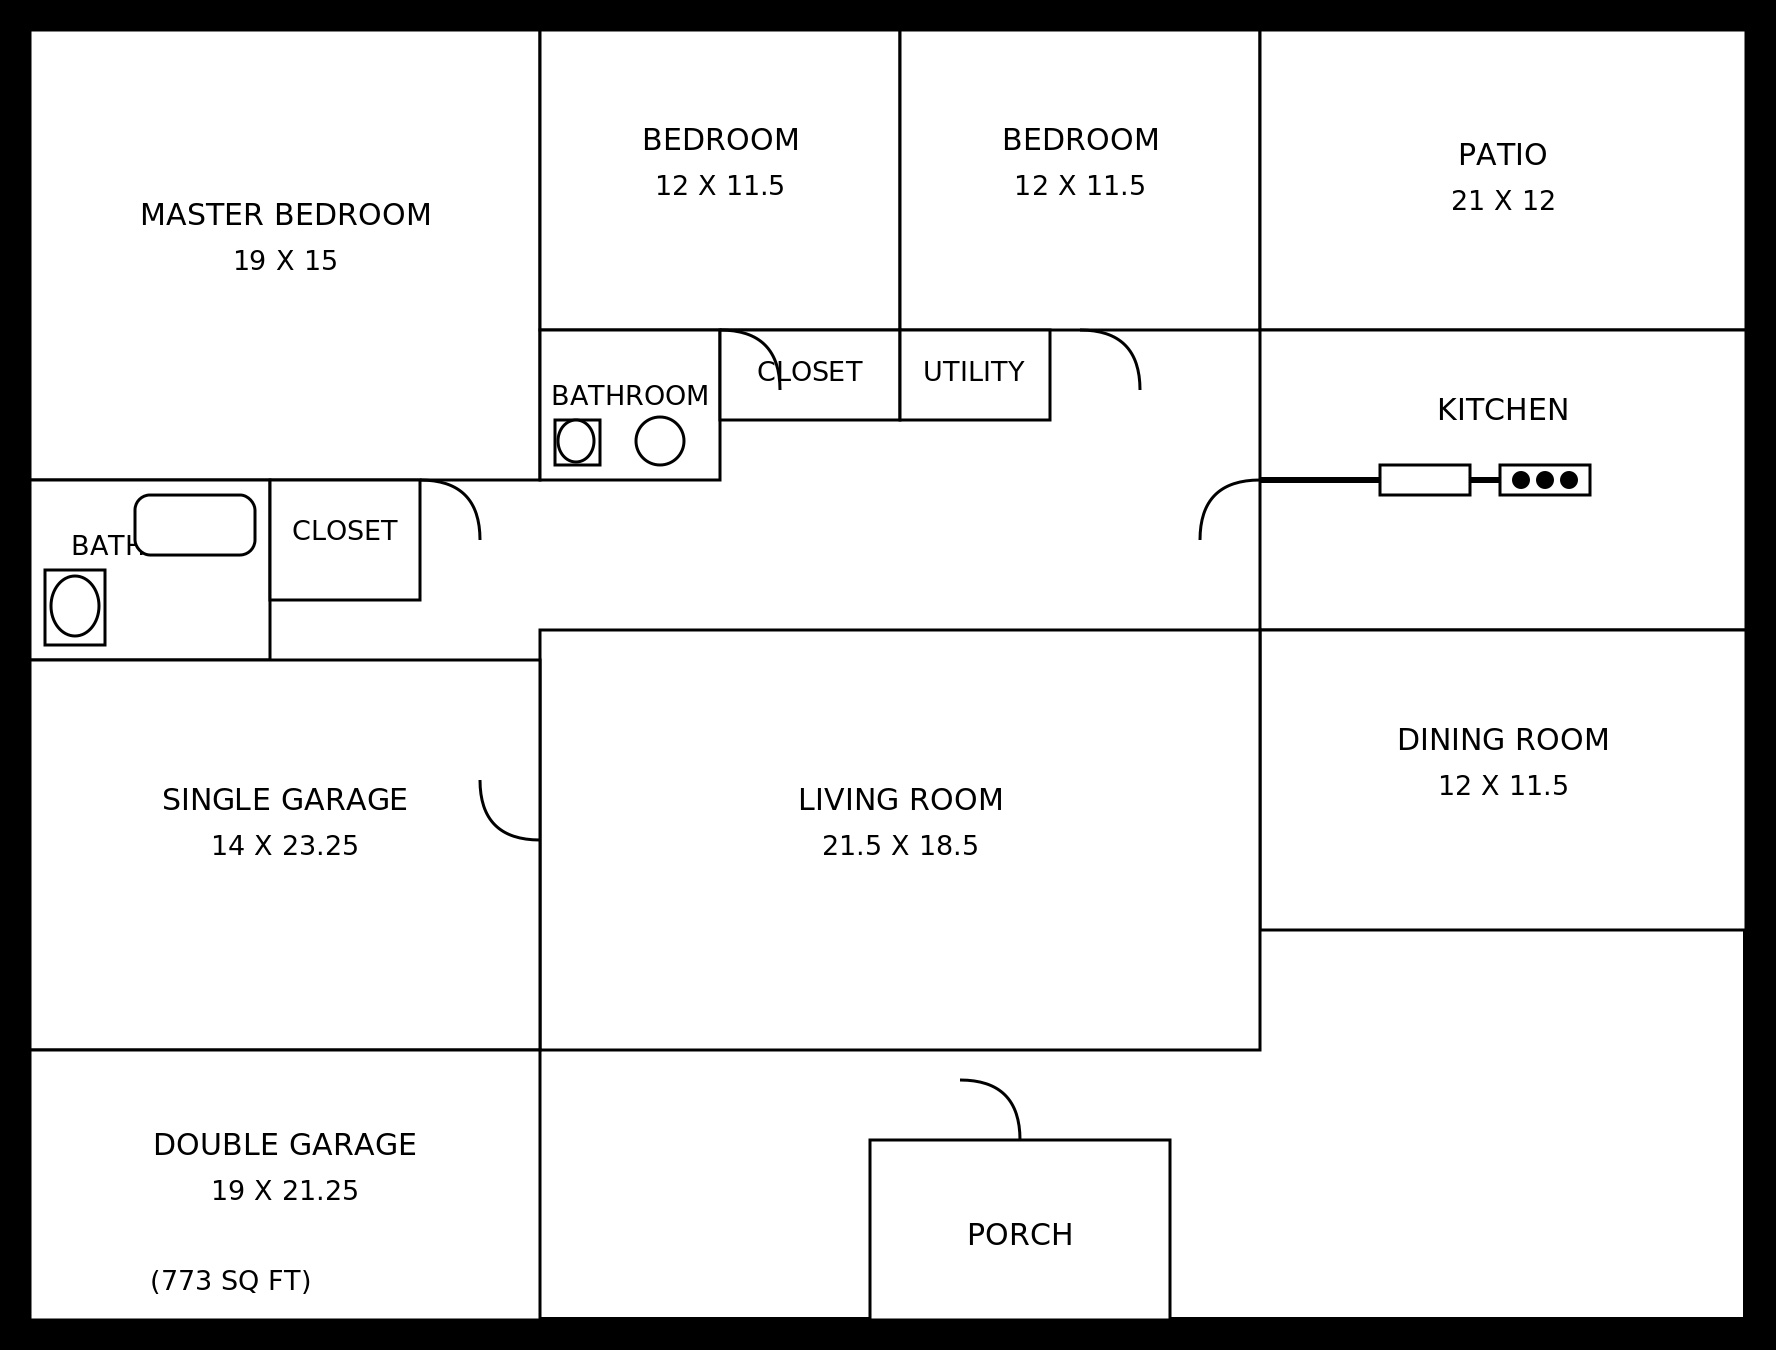 MASTER BEDROOM
19 X 15
BEDROOM
12 X 11.5
BEDROOM
12 X 11.5
PATIO
21 X 12
BATHROOM
CLOSET
UTILITY
KITCHEN
BATH
CLOSET
SINGLE GARAGE
14 X 23.25
LIVING ROOM
21.5 X 18.5
DINING ROOM
12 X 11.5
DOUBLE GARAGE
19 X 21.25
(773 SQ FT)
PORCH